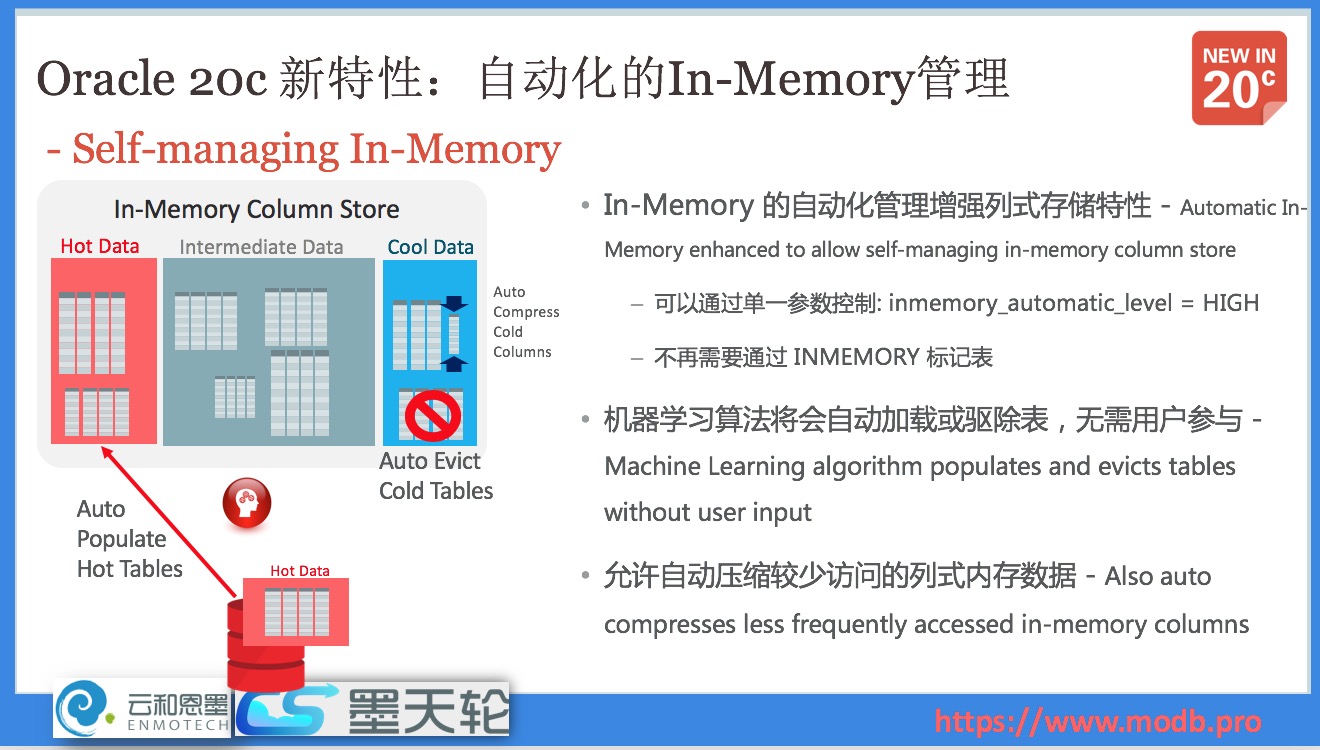 Oracle 20c 新特性：自动化的In-Memory管理
NEW IN
20c
- Self-managing In-Memory
In-Memory Column Store
Hot Data
Intermediate Data
Cool Data
Auto
Compress
Cold
Columns
Auto Evict
Cold Tables
Auto
Populate
Hot Tables
Hot Data
• In-Memory 的自动化管理增强列式存储特性 - Automatic In-
Memory enhanced to allow self-managing in-memory column store
– 可以通过单一参数控制: inmemory_automatic_level = HIGH
– 不再需要通过 INMEMORY 标记表
• 机器学习算法将会自动加载或驱除表，无需用户参与 -
Machine Learning algorithm populates and evicts tables
without user input
• 允许自动压缩较少访问的列式内存数据 - Also auto
compresses less frequently accessed in-memory columns
云和恩墨
ENMOTECH
墨天轮
https://www.modb.pro